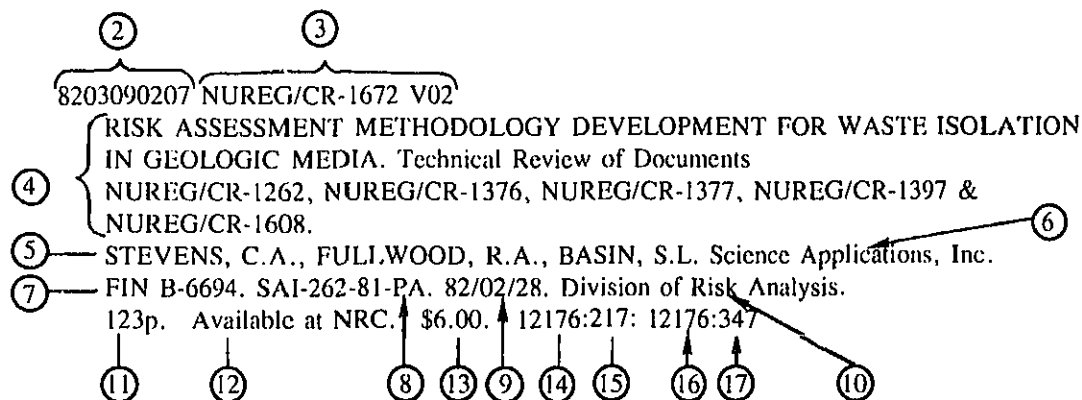 ② ③
8203090207 NUREG/CR-1672 V02
RISK ASSESSMENT METHODOLOGY DEVELOPMENT FOR WASTE ISOLATION
IN GEOLOGIC MEDIA. Technical Review of Documents
④ NUREG/CR-1262, NUREG/CR-1376, NUREG/CR-1377, NUREG/CR-1397 &
NUREG/CR-1608. ⑥
⑤ STEVENS, C.A., FULLWOOD, R.A., BASIN, S.L. Science Applications, Inc.
⑦ FIN B-6694. SAI-262-81-PA. 82/02/28. Division of Risk Analysis.
123p. Available at NRC. $6.00. 12176:217: 12176:347
⑪ ⑫ ⑧ ⑬ ⑨ ⑭ ⑮ ⑯ ⑰ ⑩